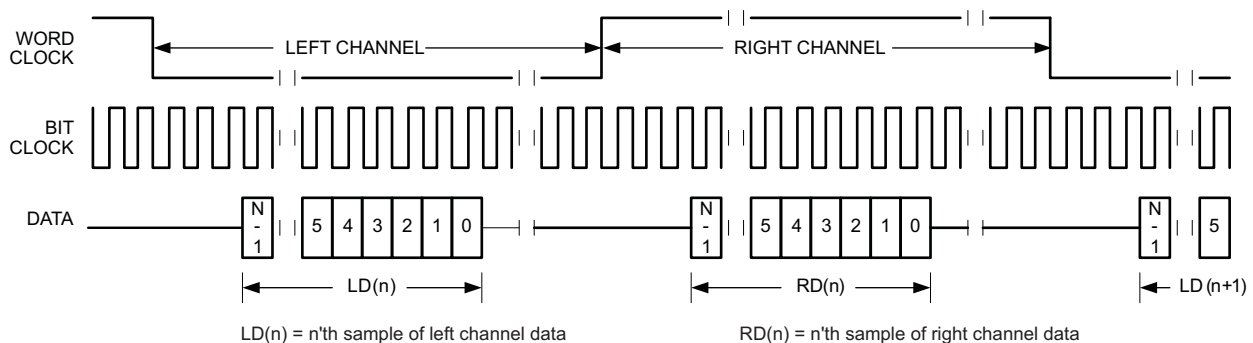 WORD
CLOCK
LEFT CHANNEL
RIGHT CHANNEL
BIT
CLOCK
DATA
N
-
1
5 4 3 2 1 0
N
-
1
5 4 3 2 1 0
N
-
1
5
LD(n)
RD(n)
LD (n+1)
LD(n) = n'th sample of left channel data
RD(n) = n'th sample of right channel data